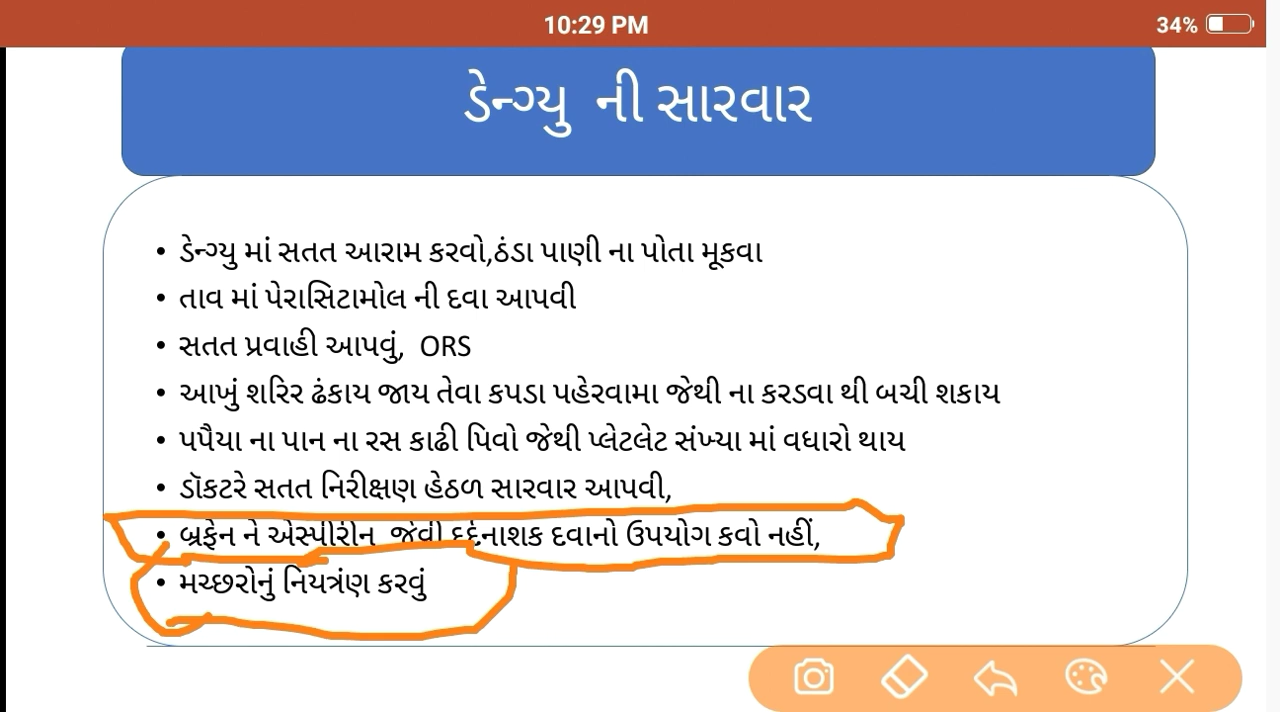 10:29 PM
34%
ડેન્ગ્યુ ની સારવાર
• ડેન્ગ્યુ માં સતત આરામ કરવો,ઠંડા પાણી ના પોતા મૂકવા
• તાવ માં પેરાસિટામોલ ની દવા આપવી
• સતત પ્રવાહી આપવું, ORS
• આખું શરિર ઢંકાય જાય તેવા કપડા પહેરવામા જેથી ના કરડવા થી બચી શકાય
• પપૈયા ના પાન ના રસ કાઢી પિવો જેથી પ્લેટલેટ સંખ્યા માં વધારો થાય
• ડૉકટરે સતત નિરીક્ષણ હેઠળ સારવાર આપવી,
• બ્રુફેન ને એસ્પીરીન જેવી દર્દનાશક દવાનો ઉપયોગ કવો નહીં,
• મચ્છરોનું નિયત્રંણ કરવું